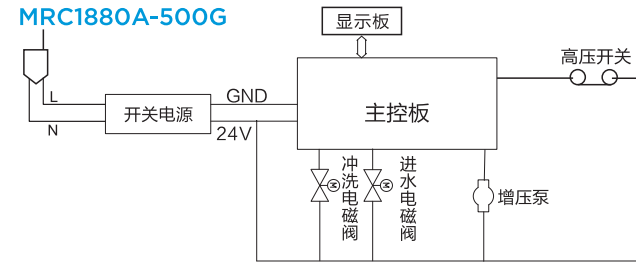 MRC1880A-500G
显示板
高压开关
L
GND
开关电源
主控板
N
24V
冲洗电磁阀
M
进水电磁阀
M
增压泵